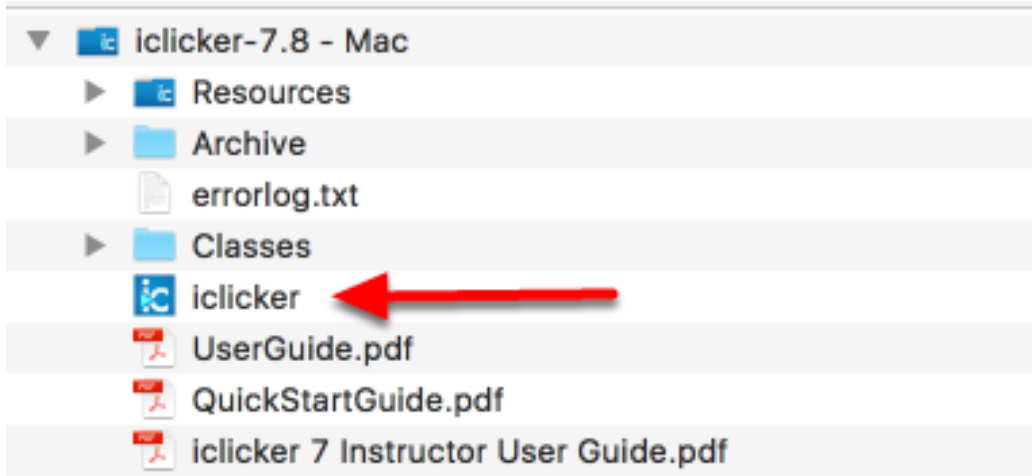 iclicker-7.8 - Mac
Resources
Archive
errorlog.txt
Classes
iclicker
UserGuide.pdf
QuickStartGuide.pdf
iclicker 7 Instructor User Guide.pdf